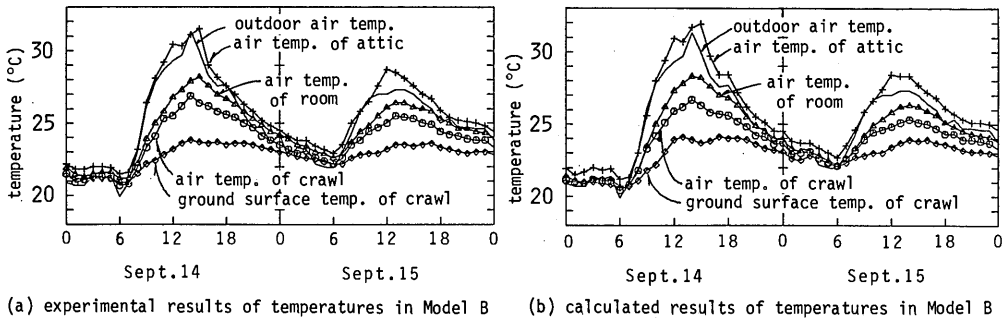 outdoor air temp.
air temp. of attic
air temp.
of room
air temp. of crawl
ground surface temp. of crawl
temperature (°C)
30
25
20
0 6 12 18 0 6 12 18 0
Sept.14 Sept.15
(a) experimental results of temperatures in Model B
outdoor air temp.
air temp. of attic
air temp.
of room
air temp. of crawl
ground surface temp. of crawl
temperature (°C)
30
25
20
0 6 12 18 0 6 12 18 0
Sept.14 Sept.15
(b) calculated results of temperatures in Model B